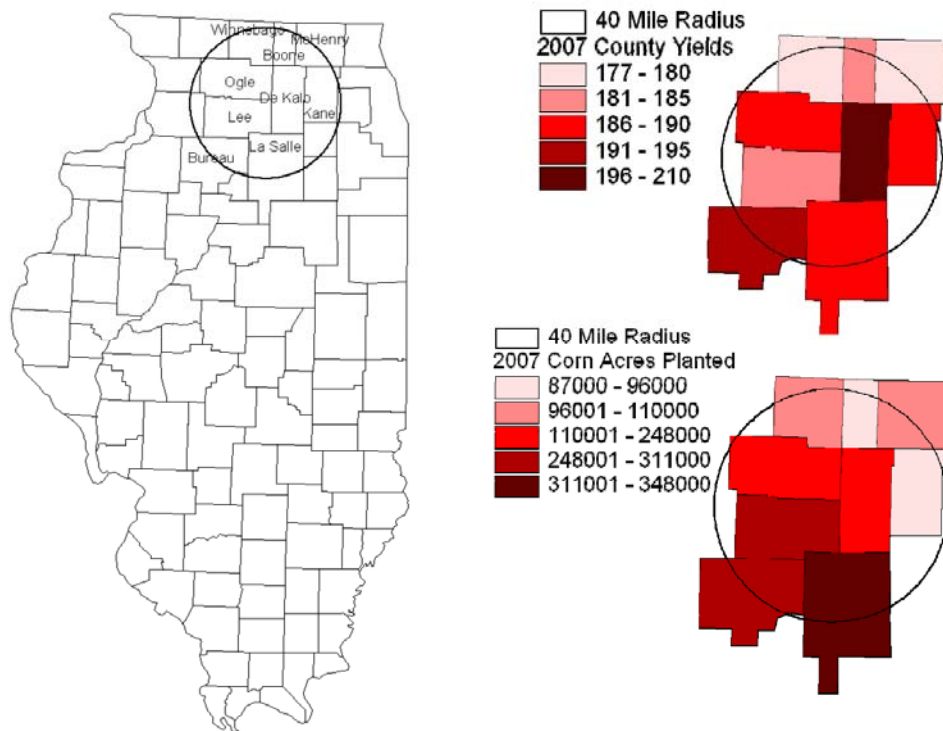 Winnebago
McHenry
Boone
Ogle
De Kalb
Lee
Kane
La Salle
Bureau
40 Mile Radius
2007 County Yields
177 - 180
181 - 185
186 - 190
191 - 195
196 - 210
40 Mile Radius
2007 Corn Acres Planted
87000 - 96000
96001 - 110000
110001 - 248000
248001 - 311000
311001 - 348000